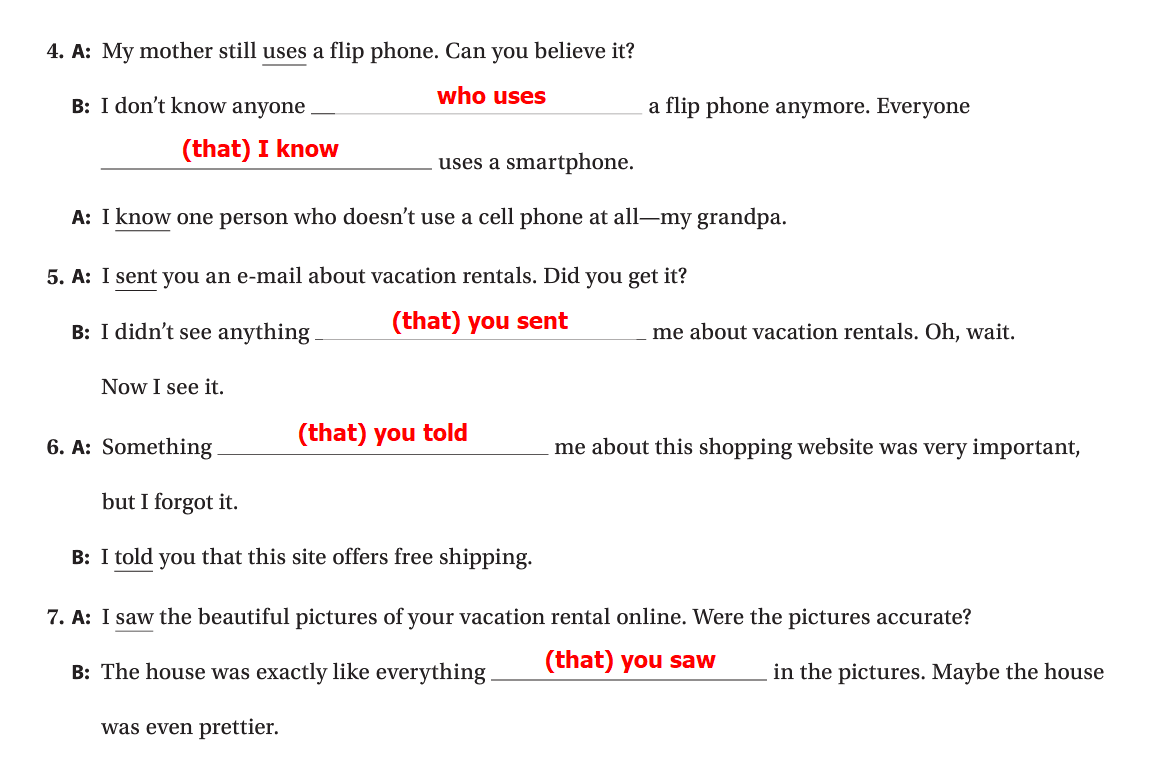 4. A: My mother still uses a flip phone. Can you believe it?
B: I don’t know anyone who uses a flip phone anymore. Everyone
(that) I know uses a smartphone.
A: I know one person who doesn’t use a cell phone at all—my grandpa.
5. A: I sent you an e-mail about vacation rentals. Did you get it?
B: I didn’t see anything (that) you sent me about vacation rentals. Oh, wait.
Now I see it.
6. A: Something (that) you told me about this shopping website was very important,
but I forgot it.
B: I told you that this site offers free shipping.
7. A: I saw the beautiful pictures of your vacation rental online. Were the pictures accurate?
B: The house was exactly like everything (that) you saw in the pictures. Maybe the house
was even prettier.